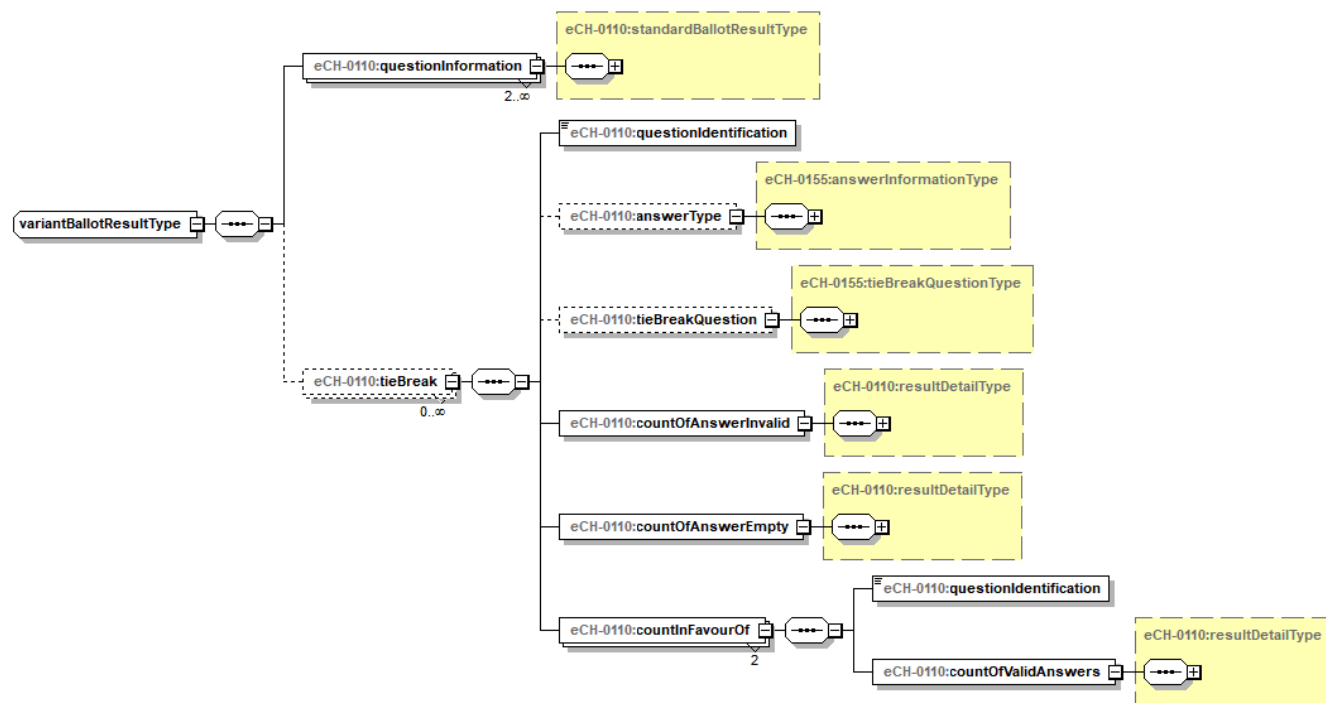 eCH-0110:standardBallotResultType
eCH-0110:questionInformation
2..∞
eCH-0110:questionIdentification
eCH-0155:answerInformationType
eCH-0110:answerType
variantBallotResultType
eCH-0155:tieBreakQuestionType
eCH-0110:tieBreakQuestion
eCH-0110:tieBreak
0..∞
eCH-0110:resultDetailType
eCH-0110:countOfAnswerInvalid
eCH-0110:resultDetailType
eCH-0110:countOfAnswerEmpty
eCH-0110:questionIdentification
eCH-0110:countInFavourOf
2
eCH-0110:resultDetailType
eCH-0110:countOfValidAnswers